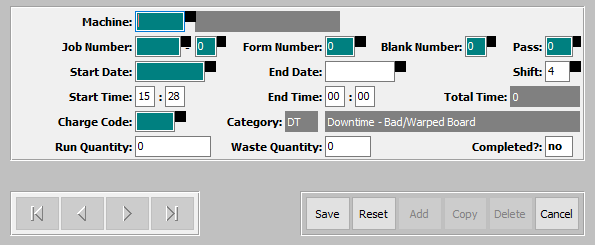 Machine:
Job Number: - 0 Form Number: 0 Blank Number: 0 Pass: 0
Start Date: End Date: Shift: 4
Start Time: 15 : 28 End Time: 00 : 00 Total Time: 0
Charge Code: Category: DT Downtime - Bad/Warped Board
Run Quantity: 0 Waste Quantity: 0 Completed?: no
Save Reset Add Copy Delete Cancel